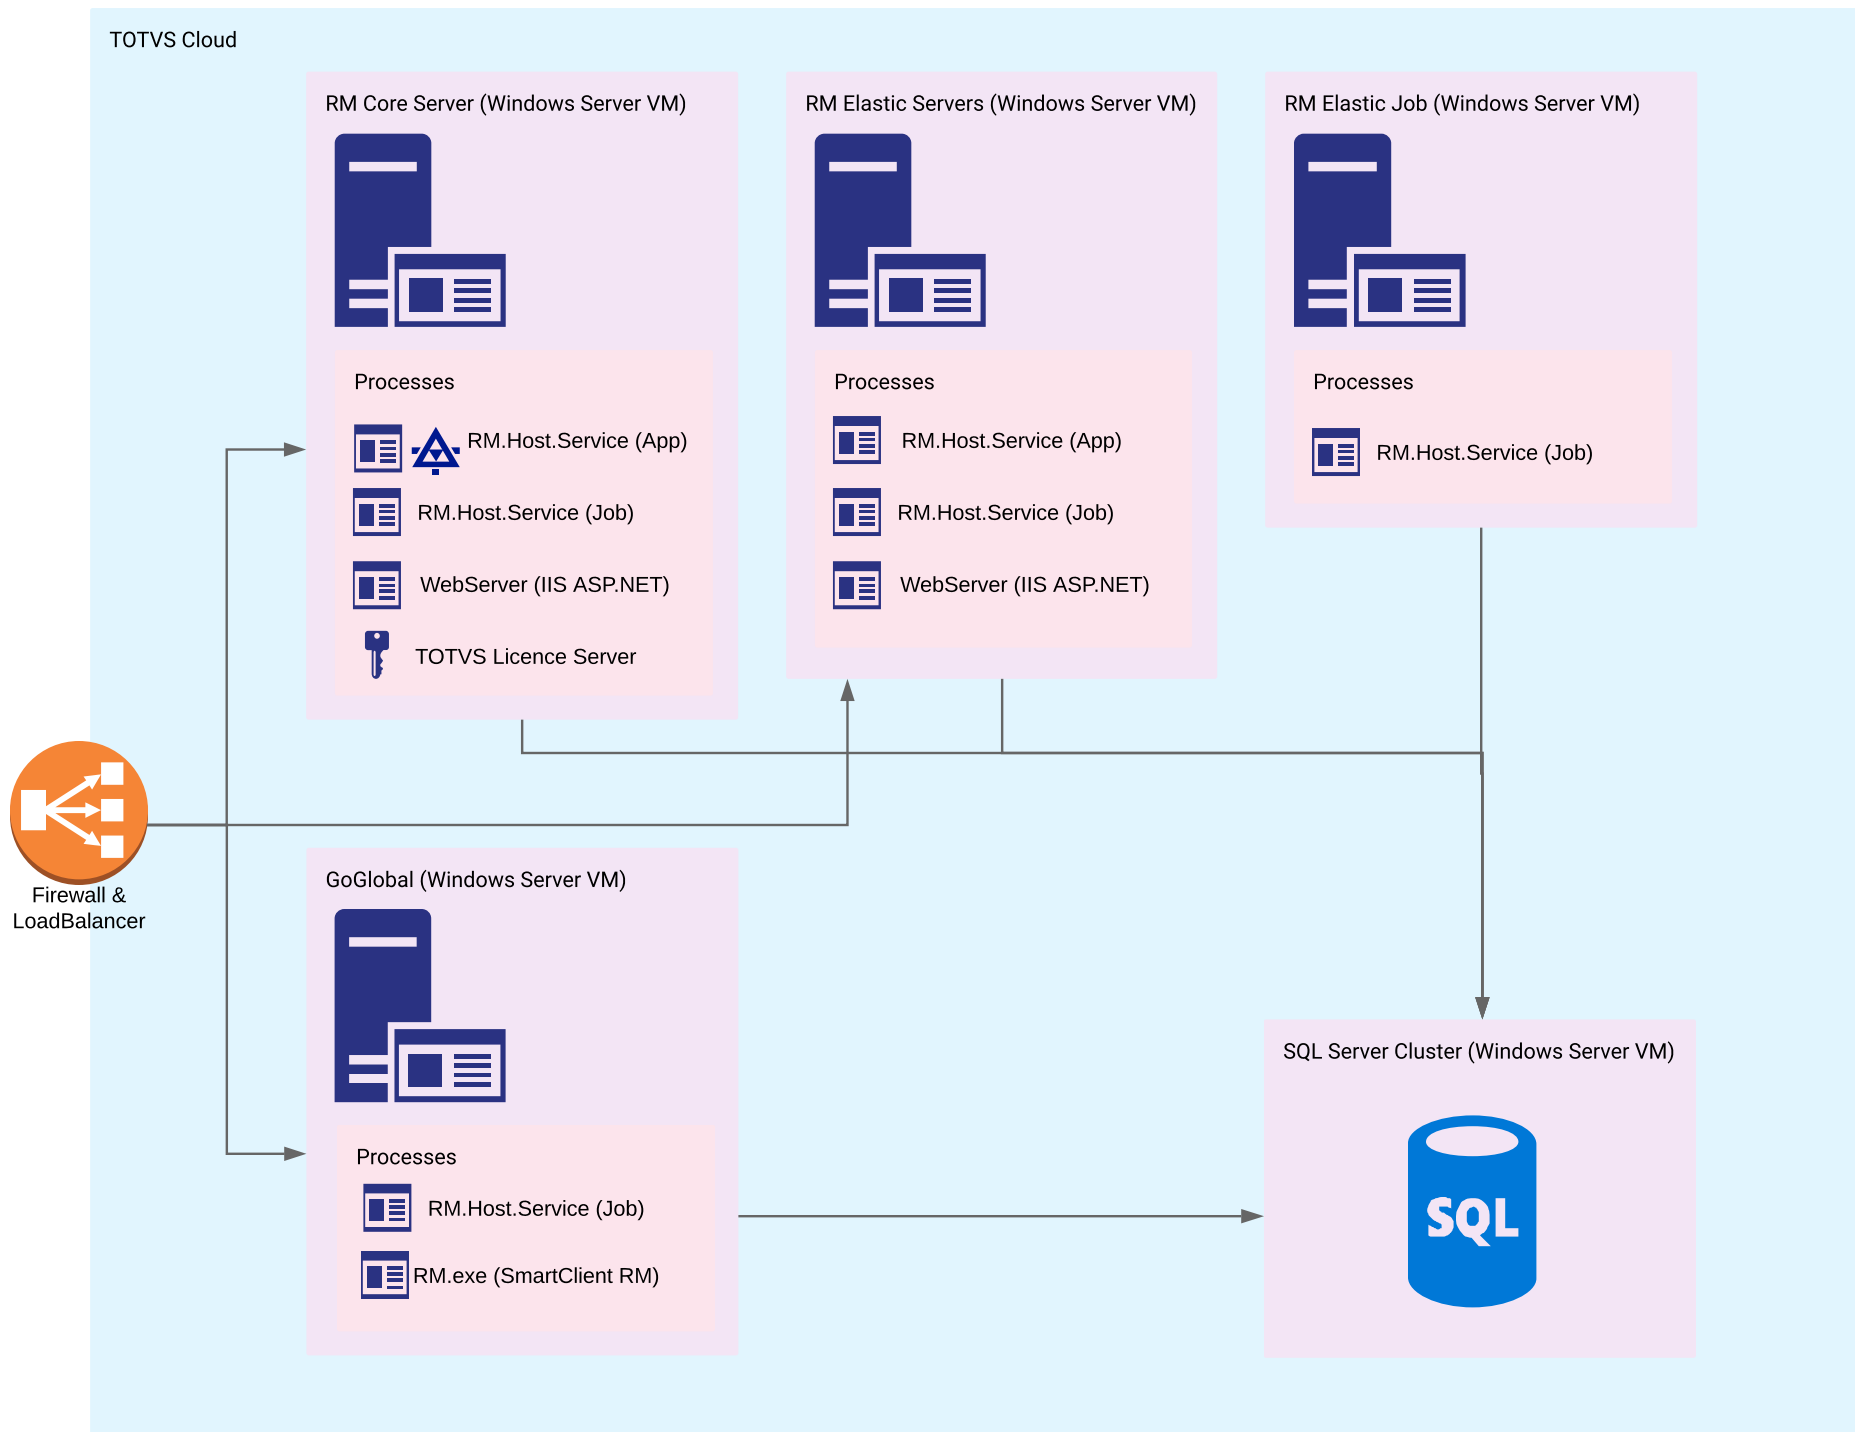 TOTVS Cloud
RM Core Server (Windows Server VM)
Processes
RM.Host.Service (App)
RM.Host.Service (Job)
WebServer (IIS ASP.NET)
TOTVS Licence Server
RM Elastic Servers (Windows Server VM)
Processes
RM.Host.Service (App)
RM.Host.Service (Job)
WebServer (IIS ASP.NET)
RM Elastic Job (Windows Server VM)
Processes
RM.Host.Service (Job)
Firewall &
LoadBalancer
GoGlobal (Windows Server VM)
Processes
RM.Host.Service (Job)
RM.exe (SmartClient RM)
SQL Server Cluster (Windows Server VM)
SQL